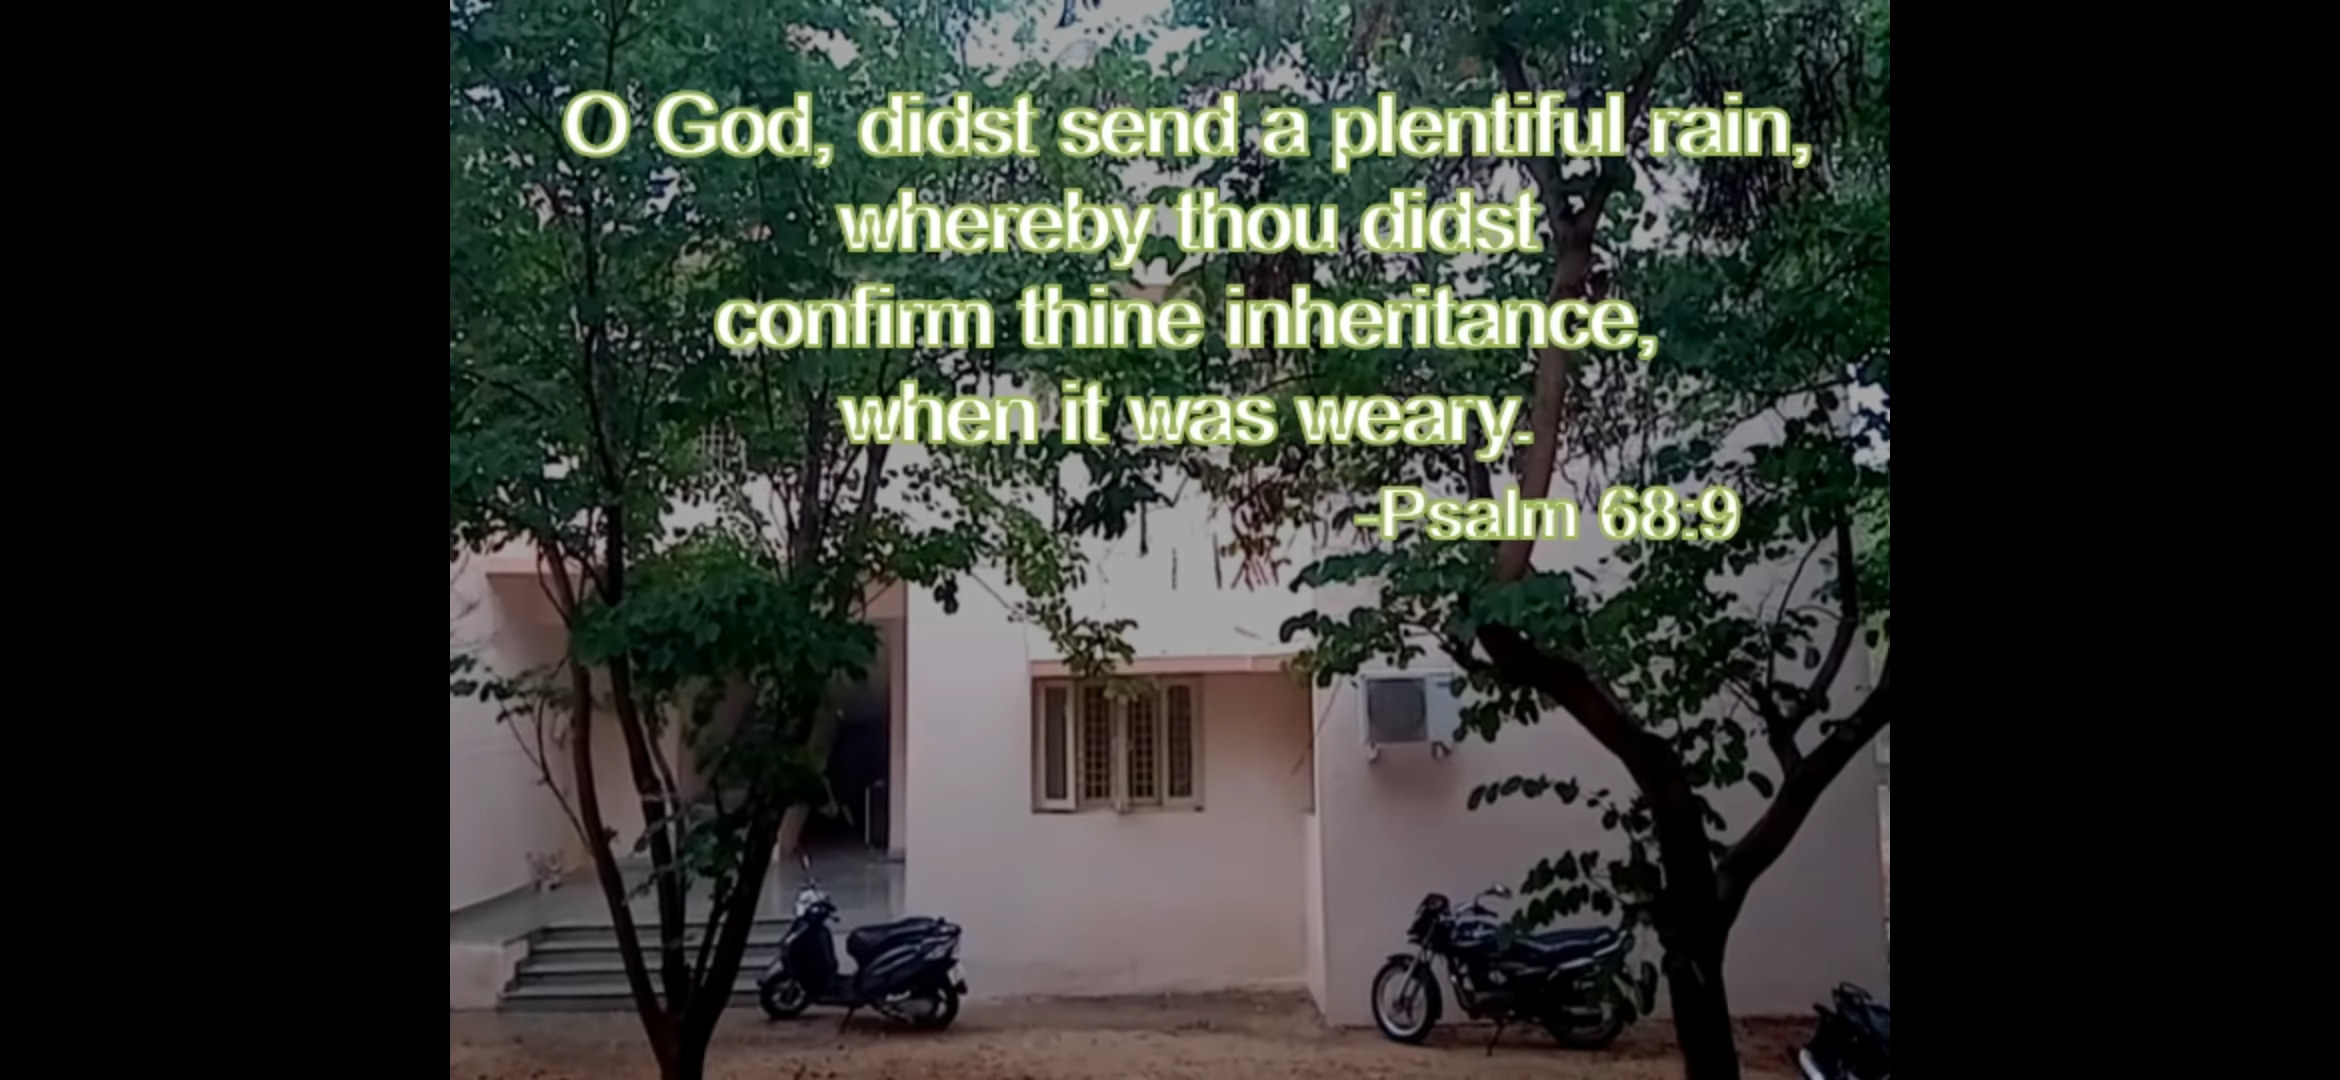 O God, didst send a plentiful rain,
whereby thou didst
confirm thine inheritance,
when it was weary.
-Psalm 68:9